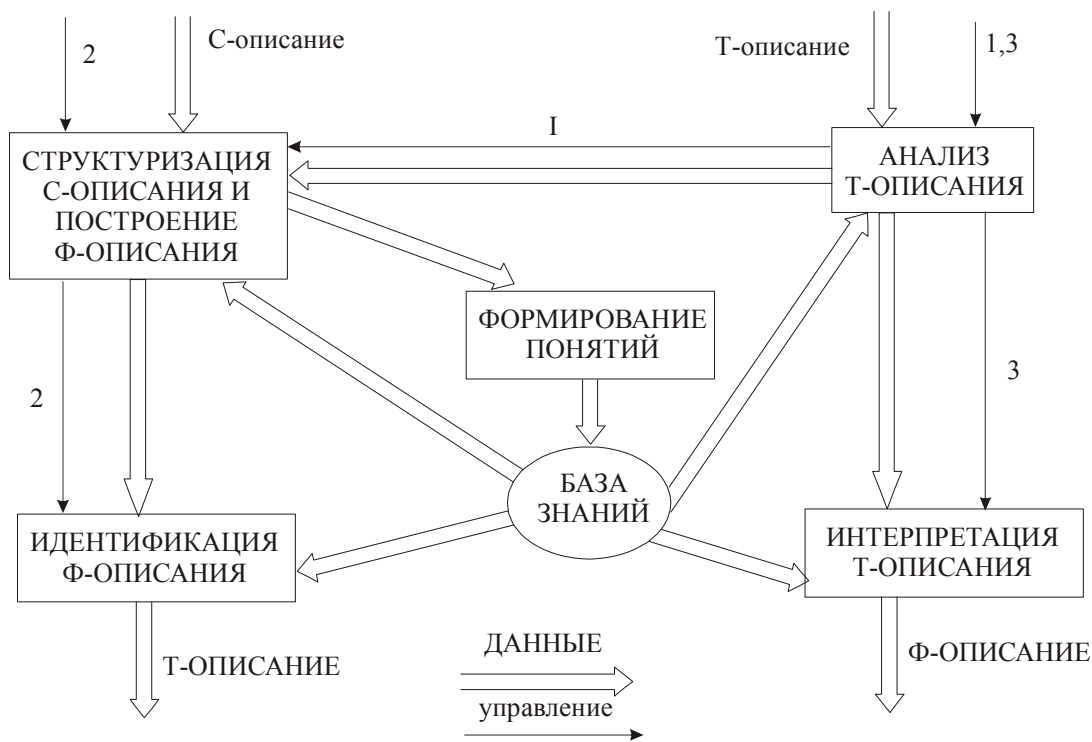 С-описание
2
Т-описание
1,3
I
СТРУКТУРИЗАЦИЯ
С-ОПИСАНИЯ И
ПОСТРОЕНИЕ
Ф-ОПИСАНИЯ
АНАЛИЗ
Т-ОПИСАНИЯ
ФОРМИРОВАНИЕ
ПОНЯТИЙ
2
3
БАЗА
ЗНАНИЙ
ИДЕНТИФИКАЦИЯ
Ф-ОПИСАНИЯ
ИНТЕРПРЕТАЦИЯ
Т-ОПИСАНИЯ
Т-ОПИСАНИЕ
ДАННЫЕ
управление
Ф-ОПИСАНИЕ